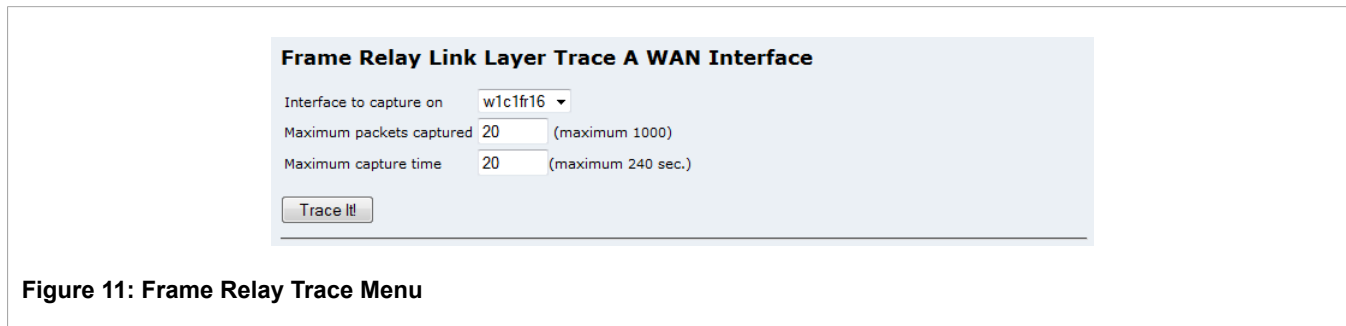 Frame Relay Link Layer Trace A WAN Interface
Interface to capture on w1c1fr16
Maximum packets captured 20 (maximum 1000)
Maximum capture time 20 (maximum 240 sec.)
Trace It!
Figure 11: Frame Relay Trace Menu